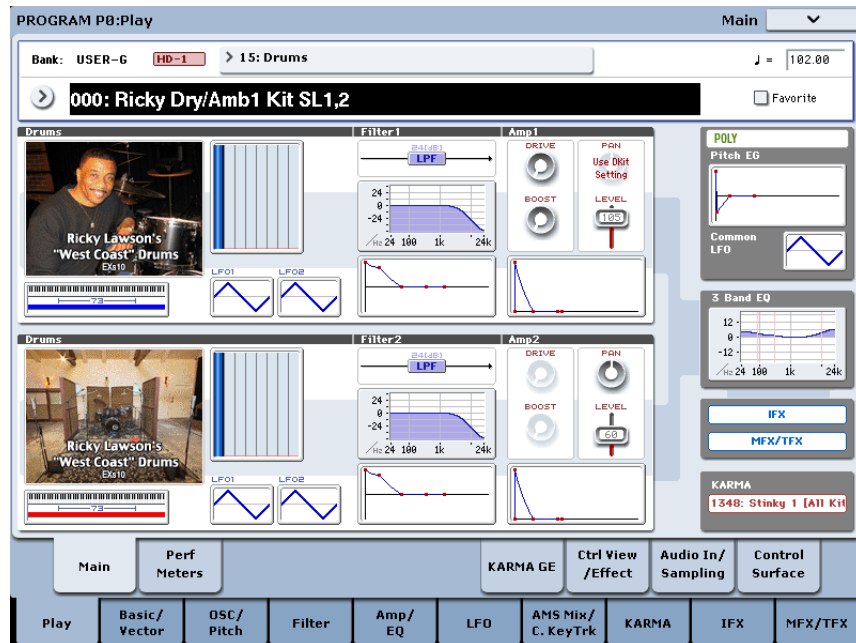 PROGRAM P0:Play Main
Bank: USER-G HD-1 15: Drums ♩ = 102.00
000: Ricky Dry/Amb1 Kit SL1,2 Favorite
Drums Filter1 Amp1
24[dB]
LPF
DRIVE PAN
Use DKit
Setting
BOOST LEVEL
105
24
0
-24
/Hz 24 100 1k 24k
Ricky Lawson's
"West Coast" Drums
EXs10
LFO1 LFO2
73
POLY
Pitch EG
Common
LFO
3 Band EQ
12
0
-12
/Hz 24 100 1k 24k
Drums Filter2 Amp2
24[dB]
LPF
DRIVE PAN
BOOST LEVEL
60
24
0
-24
/Hz 24 100 1k 24k
Ricky Lawson's
"West Coast" Drums
EXs10
LFO1 LFO2
73
IFX
MFX/TFX
KARMA
1348: Stinky 1 [All Kit
Main
Perf
Meters
KARMA GE
Ctrl View
/Effect
Audio In/
Sampling
Control
Surface
Play
Basic/
Vector
OSC/
Pitch
Filter
Amp/
EQ
LFO
AMS Mix/
C. KeyTrk
KARMA
IFX
MFX/TFX